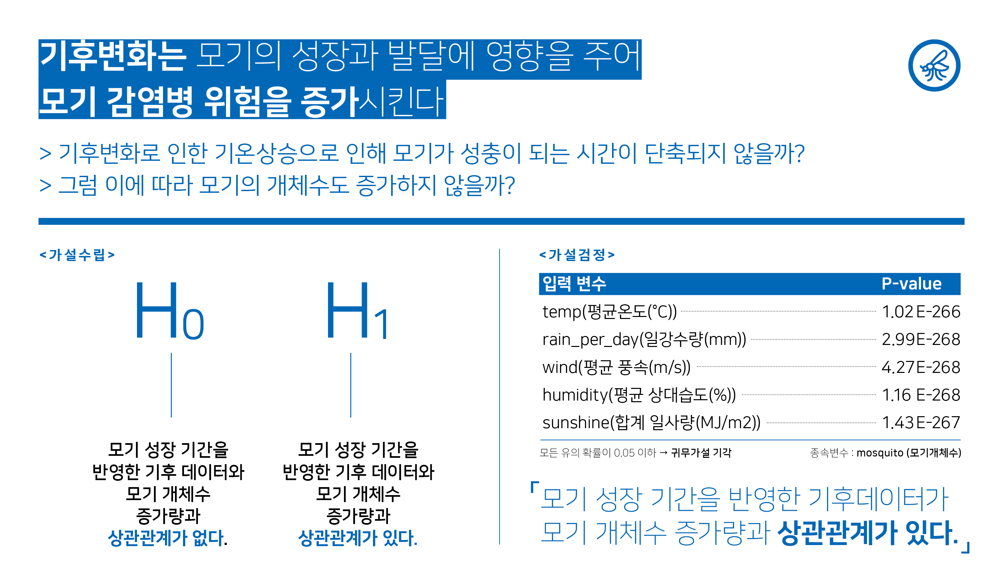 기후변화는 모기의 성장과 발달에 영향을 주어
모기 감염병 위험을 증가시킨다
> 기후변화로 인한 기온상승으로 인해 모기가 성충이 되는 시간이 단축되지 않을까?
> 그럼 이에 따라 모기의 개체수도 증가하지 않을까?
<가설수립>
H0
모기 성장 기간을
반영한 기후 데이터와
모기 개체수
증가량과
상관관계가 없다.
H1
모기 성장 기간을
반영한 기후 데이터와
모기 개체수
증가량과
상관관계가 있다.
<가설검정>
입력 변수 P-value
temp(평균온도(°C)) 1.02 E-266
rain_per_day(일강수량(mm)) 2.99E-268
wind(평균 풍속(m/s)) 4.27E-268
humidity(평균 상대습도(%)) 1.16 E-268
sunshine(합계 일사량(MJ/m2)) 1.43E-267
모든 유의 확률이 0.05 이하 → 귀무가설 기각 종속변수 : mosquito (모기개체수)
「모기 성장 기간을 반영한 기후데이터가
모기 개체수 증가량과 상관관계가 있다.」